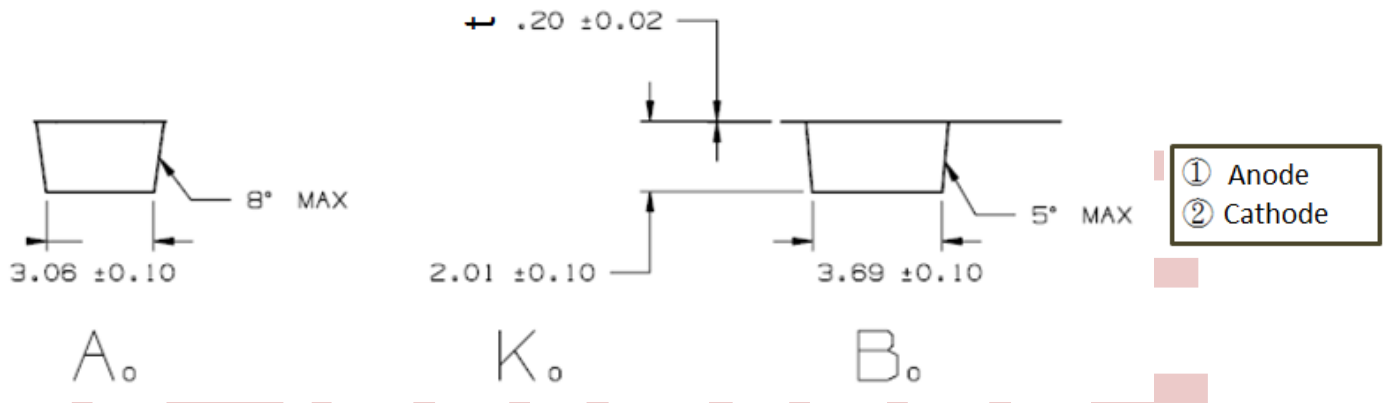 t .20 ±0.02
8° MAX
5° MAX
① Anode
② Cathode
3.06 ±0.10
2.01 ±0.10
3.69 ±0.10
A₀
K₀
B₀